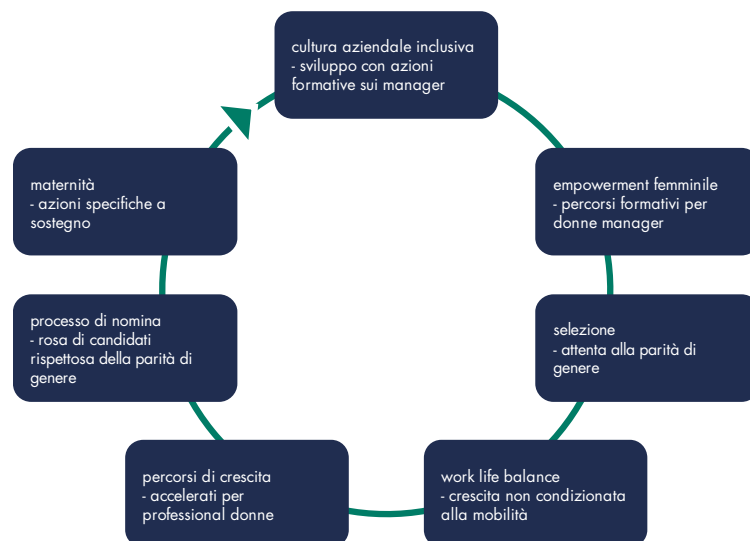 cultura aziendale inclusiva
- sviluppo con azioni
formative sui manager
empowerment femminile
- percorsi formativi per
donne manager
selezione
- attenta alla parità di
genere
work life balance
- crescita non condizionata
alla mobilità
percorsi di crescita
- accelerati per
professional donne
processo di nomina
- rosa di candidati
rispettosa della parità di
genere
maternità
- azioni specifiche a
sostegno